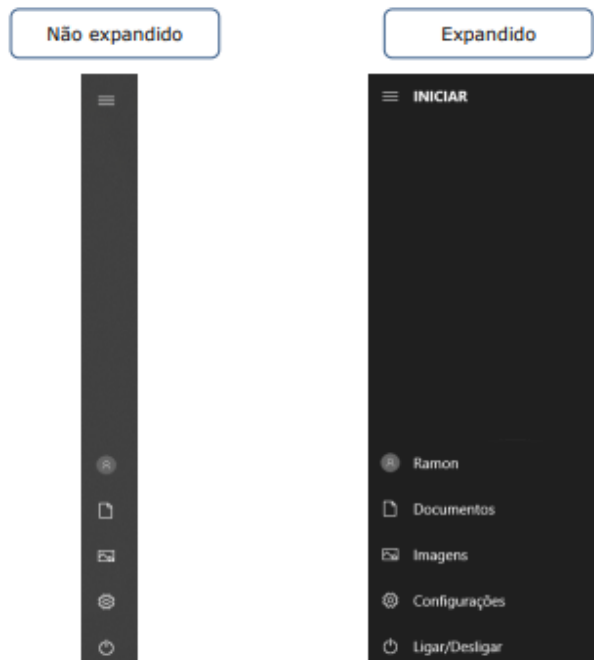 Não expandido
Expandido
INICIAR
Ramon
Documentos
Imagens
Configurações
Ligar/Desligar